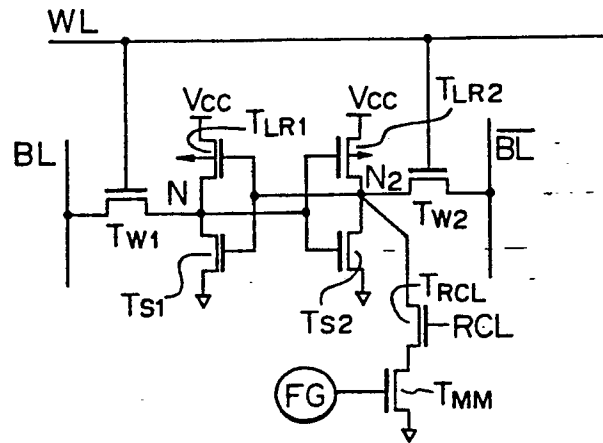 WL
VCC
TLR1
VCC
TLR2
BL
BL
N
N2
TW1
TW2
TS1
TS2
TRCL
RCL
FG
TMM